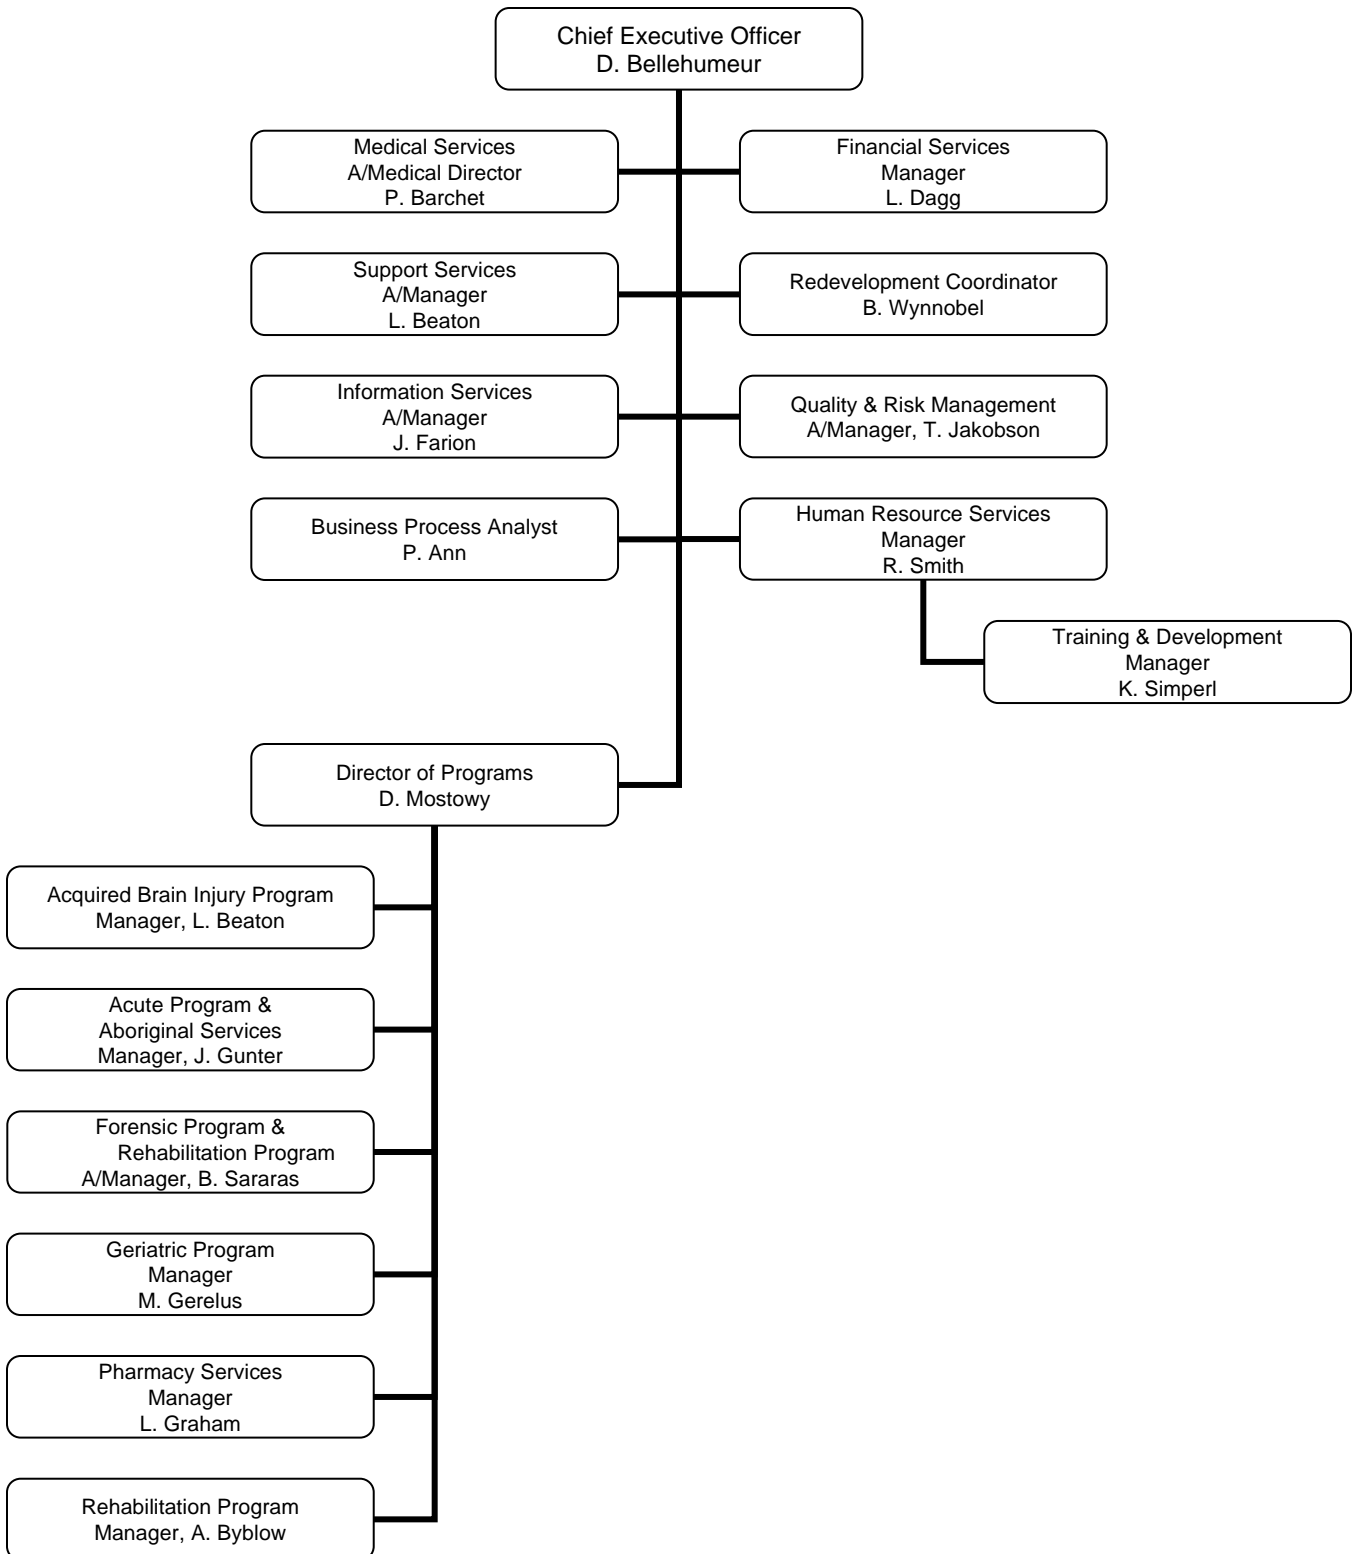 Chief Executive Officer
D. Bellehumeur
Medical Services
A/Medical Director
P. Barchet
Financial Services
Manager
L. Dagg
Support Services
A/Manager
L. Beaton
Redevelopment Coordinator
B. Wynnobel
Information Services
A/Manager
J. Farion
Quality & Risk Management
A/Manager, T. Jakobson
Business Process Analyst
P. Ann
Human Resource Services
Manager
R. Smith
Training & Development
Manager
K. Simperl
Director of Programs
D. Mostowy
Acquired Brain Injury Program
Manager, L. Beaton
Acute Program &
Aboriginal Services
Manager, J. Gunter
Forensic Program &
Rehabilitation Program
A/Manager, B. Sararas
Geriatric Program
Manager
M. Gerelus
Pharmacy Services
Manager
L. Graham
Rehabilitation Program
Manager, A. Byblow